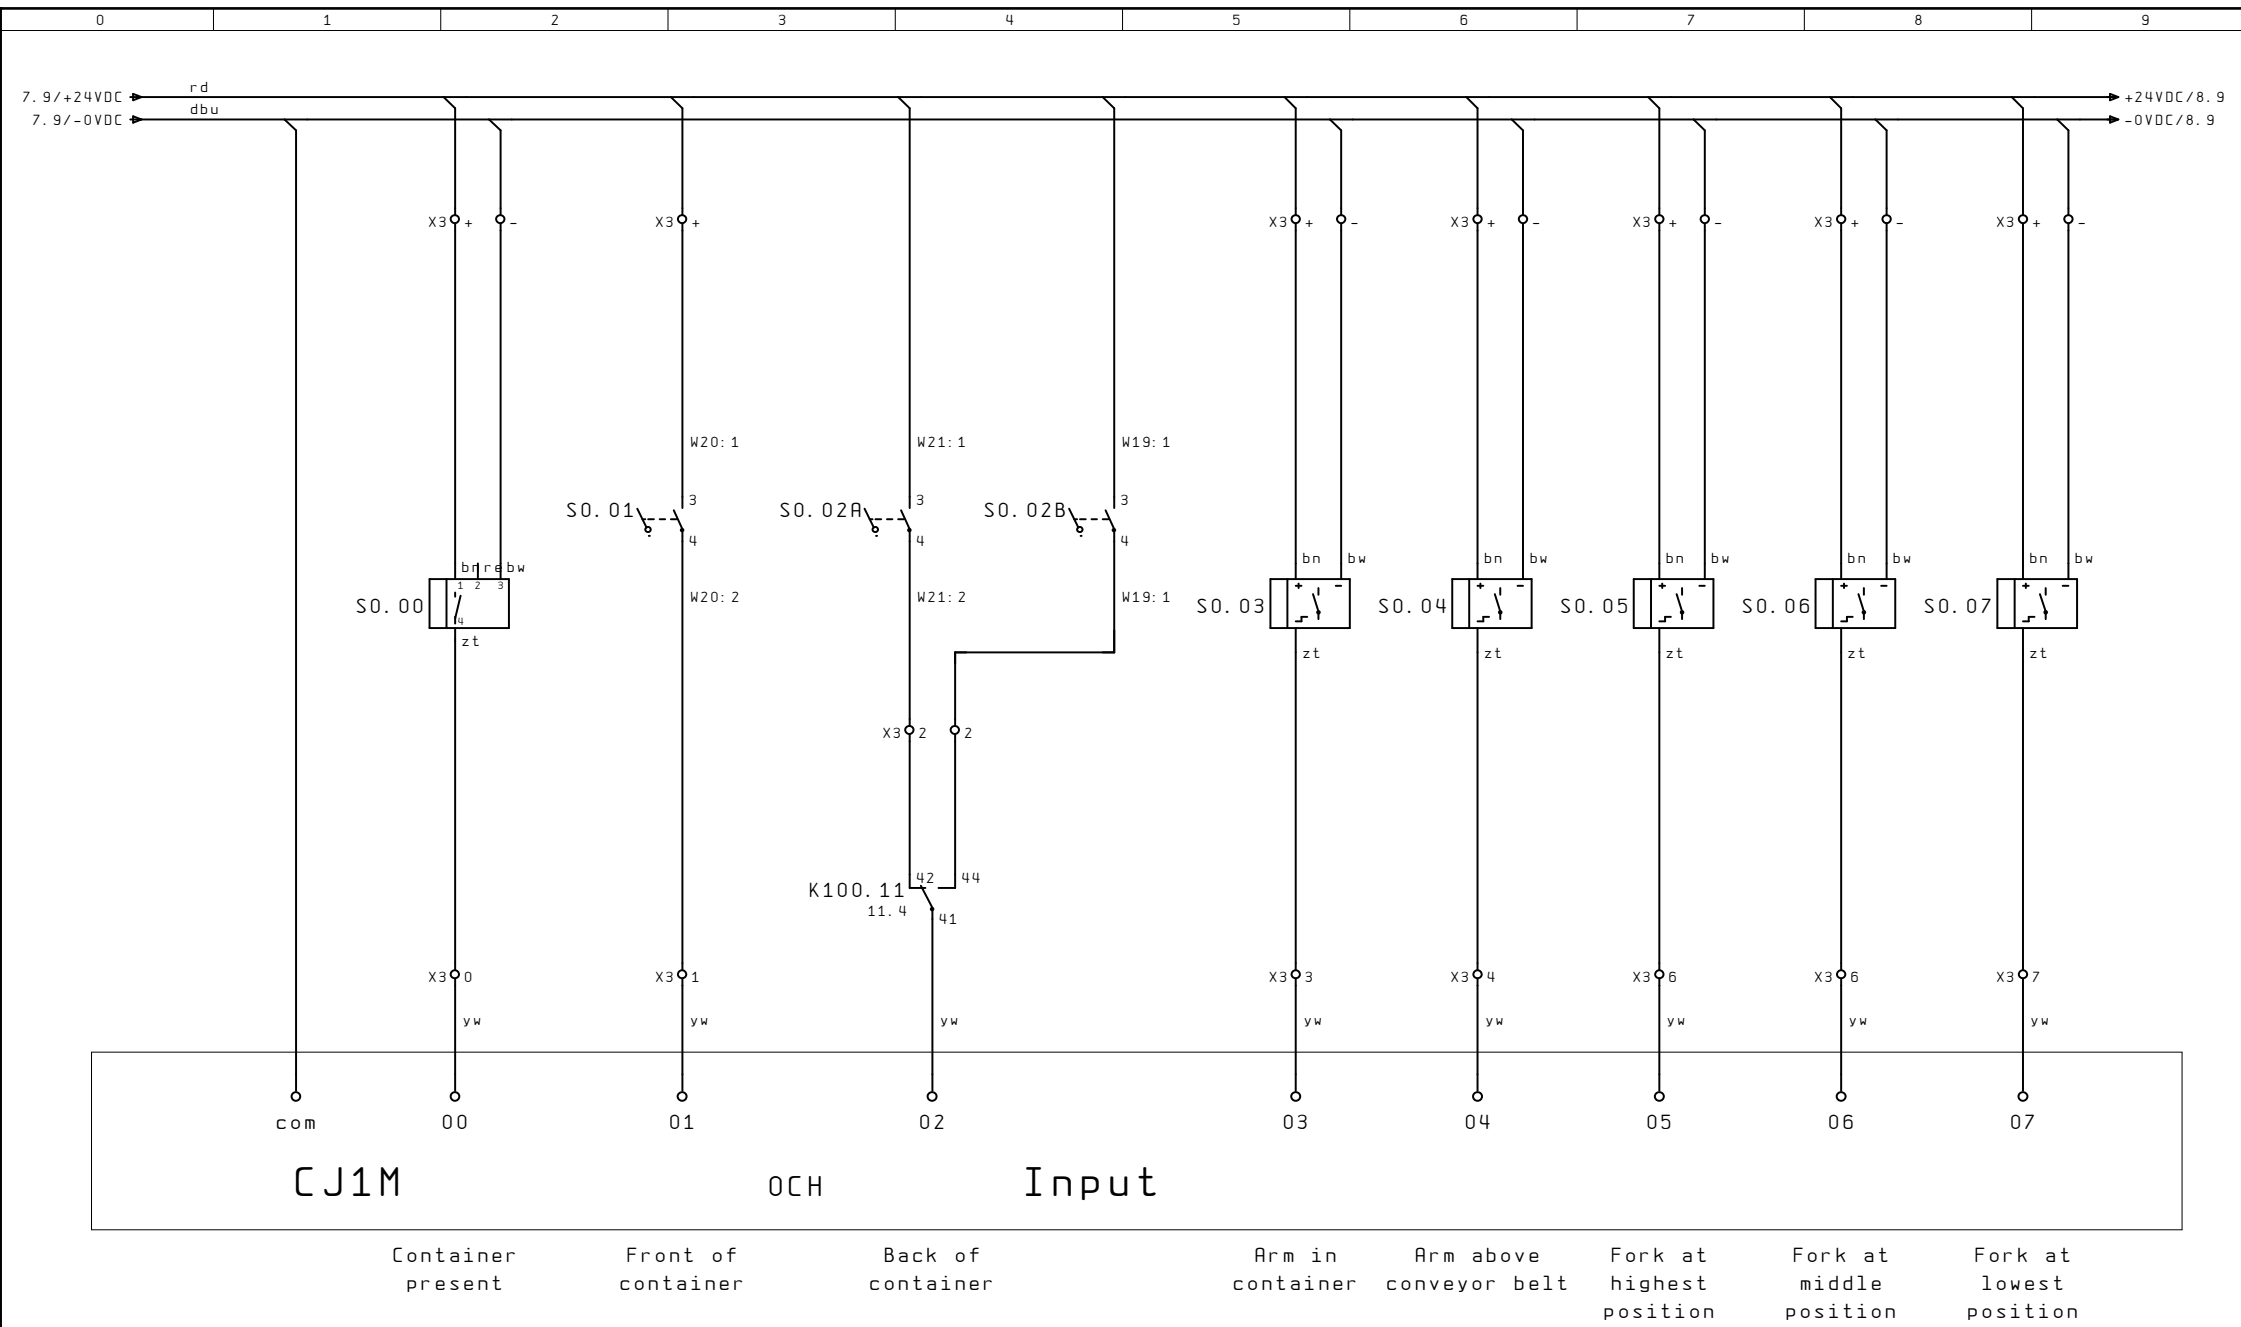 0 1 2 3 4 5 6 7 8 9
7.9/+24VDC rd +24VDC/8.9
7.9/-0VDC dbu -0VDC/8.9
X3 + - X3 + X3 + - X3 + - X3 + - X3 + - X3 + -
W20:1 W21:1 W19:1
3 3 3
S0.01 S0.02A S0.02B
4 4 4
bn re bw bn bw bn bw bn bw bn bw bn bw
1 2 3 + - + - + - + - + -
S0.00 W20:2 W21:2 W19:1 S0.03 S0.04 S0.05 S0.06 S0.07
4
zt zt zt zt zt zt
X3 2 2
42 44
K100.11
11.4 41
X3 0 X3 1 X3 3 X3 4 X3 6 X3 6 X3 7
yw yw yw yw yw yw yw yw
com 00 01 02 03 04 05 06 07
CJ1M 0CH Input
Container Front of Back of Arm in Arm above Fork at Fork at Fork at
present container container container conveyor belt highest middle lowest
position position position